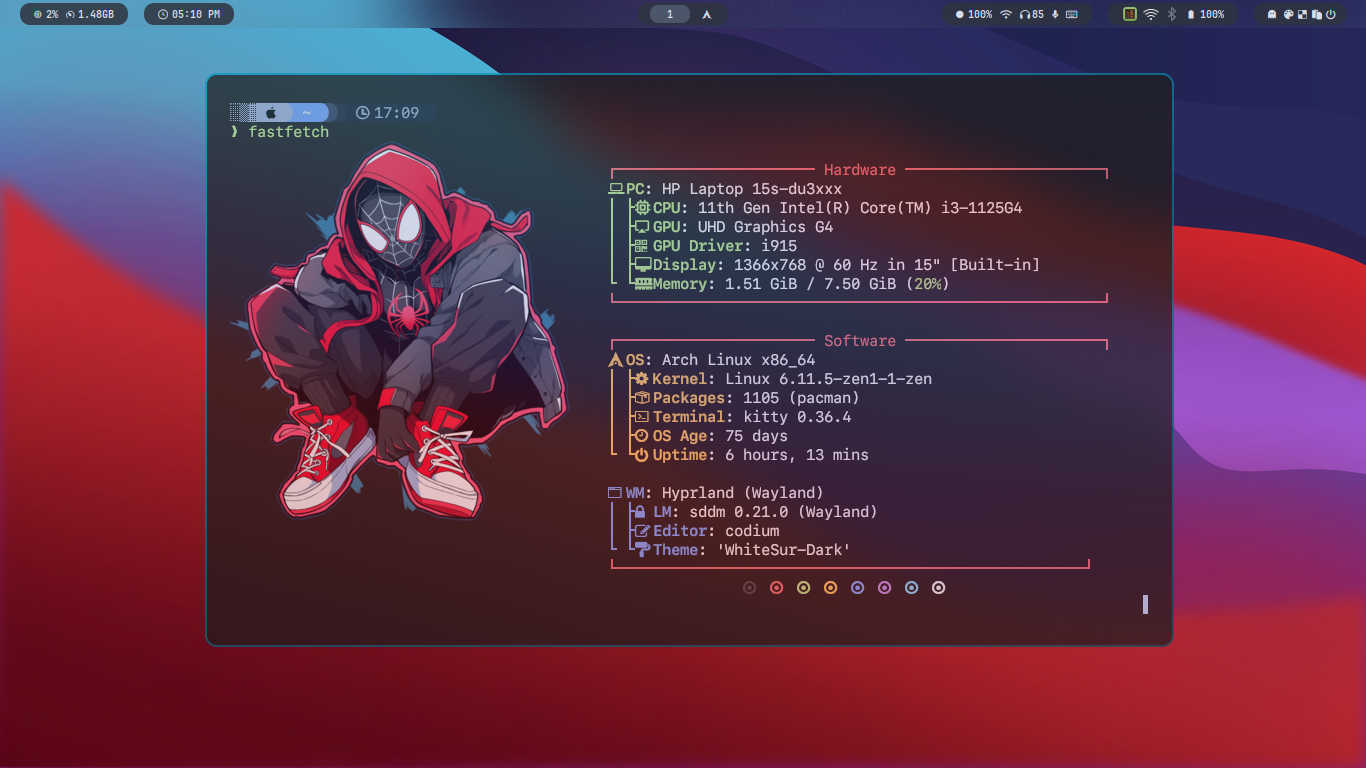 2% 1.48GB 05:10 PM 1 100% 85 100%
~ 17:09
❯ fastfetch
Hardware
PC: HP Laptop 15s-du3xxx
CPU: 11th Gen Intel(R) Core(TM) i3-1125G4
GPU: UHD Graphics G4
GPU Driver: i915
Display: 1366x768 @ 60 Hz in 15" [Built-in]
Memory: 1.51 GiB / 7.50 GiB (20%)
Software
OS: Arch Linux x86_64
Kernel: Linux 6.11.5-zen1-1-zen
Packages: 1105 (pacman)
Terminal: kitty 0.36.4
OS Age: 75 days
Uptime: 6 hours, 13 mins
WM: Hyprland (Wayland)
LM: sddm 0.21.0 (Wayland)
Editor: codium
Theme: 'WhiteSur-Dark'